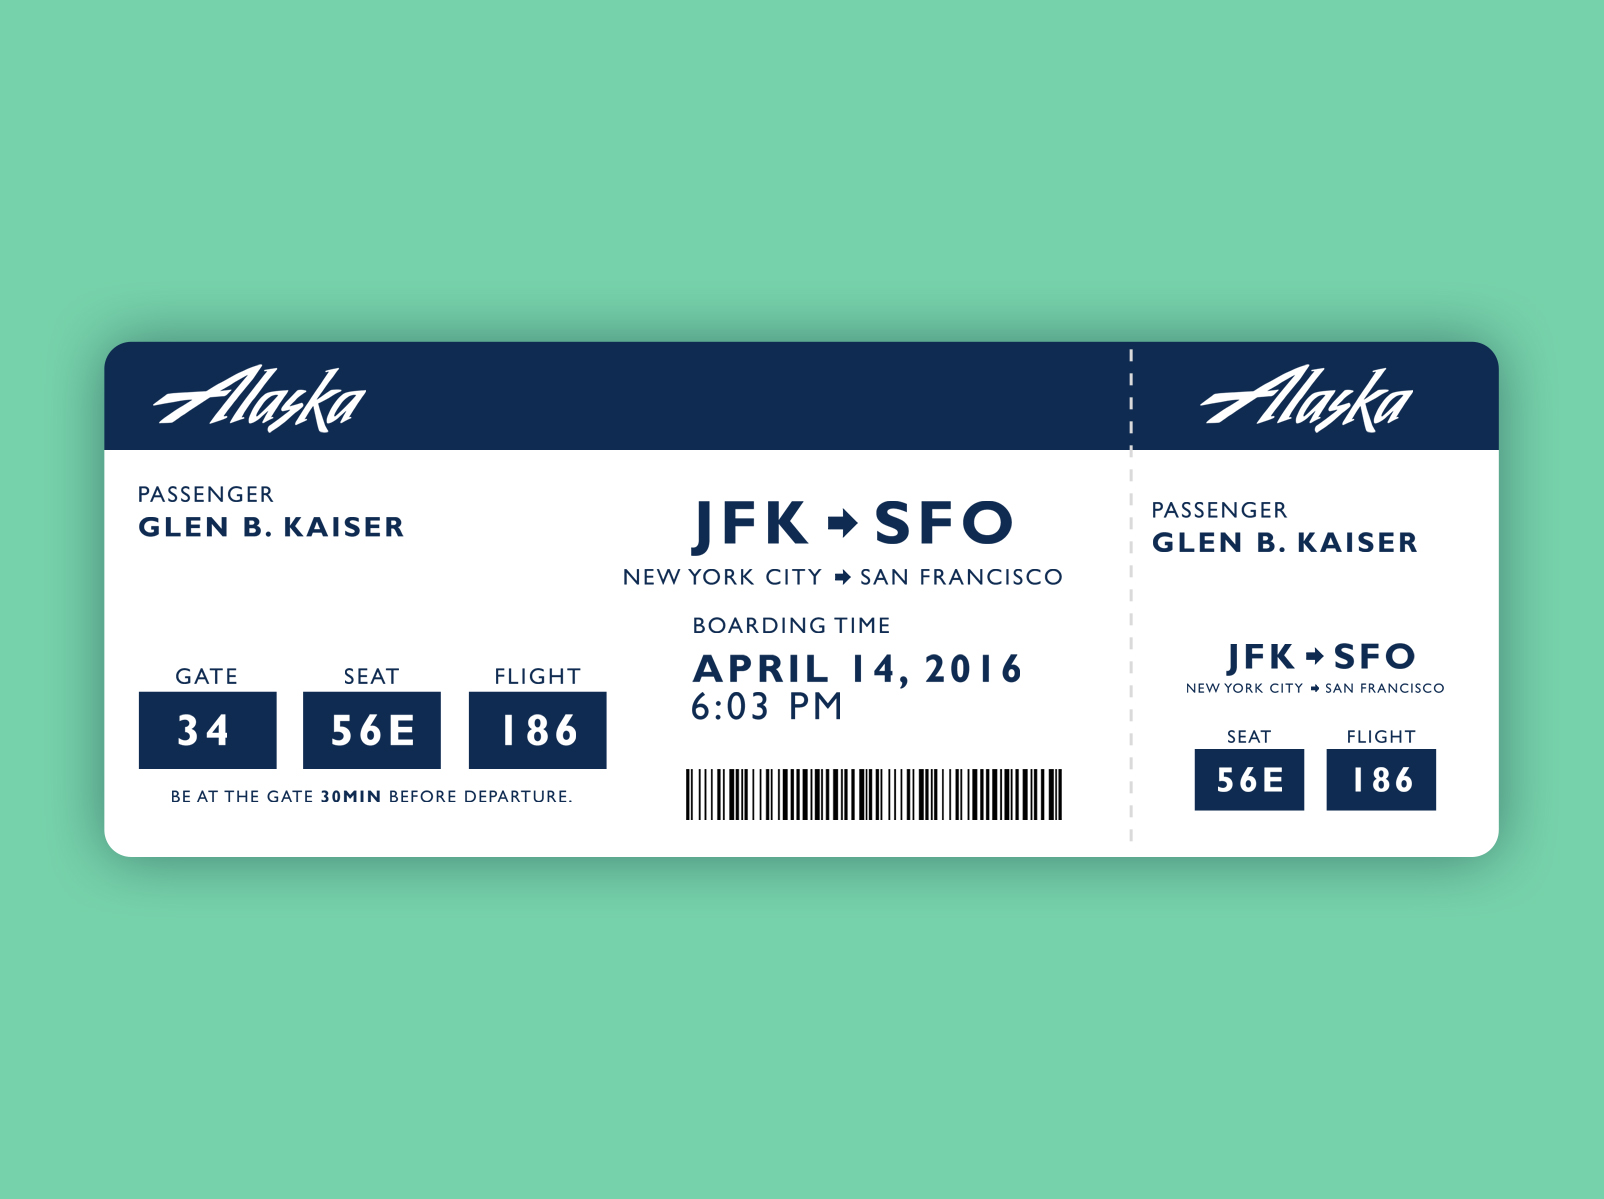 Alaska
PASSENGER
GLEN B. KAISER
GATE
34
SEAT
56E
FLIGHT
186
BE AT THE GATE 30MIN BEFORE DEPARTURE.
JFK SFO
NEW YORK CITY SAN FRANCISCO
BOARDING TIME
APRIL 14, 2016
6:03 PM
Alaska
PASSENGER
GLEN B. KAISER
JFK SFO
NEW YORK CITY SAN FRANCISCO
SEAT
56E
FLIGHT
186